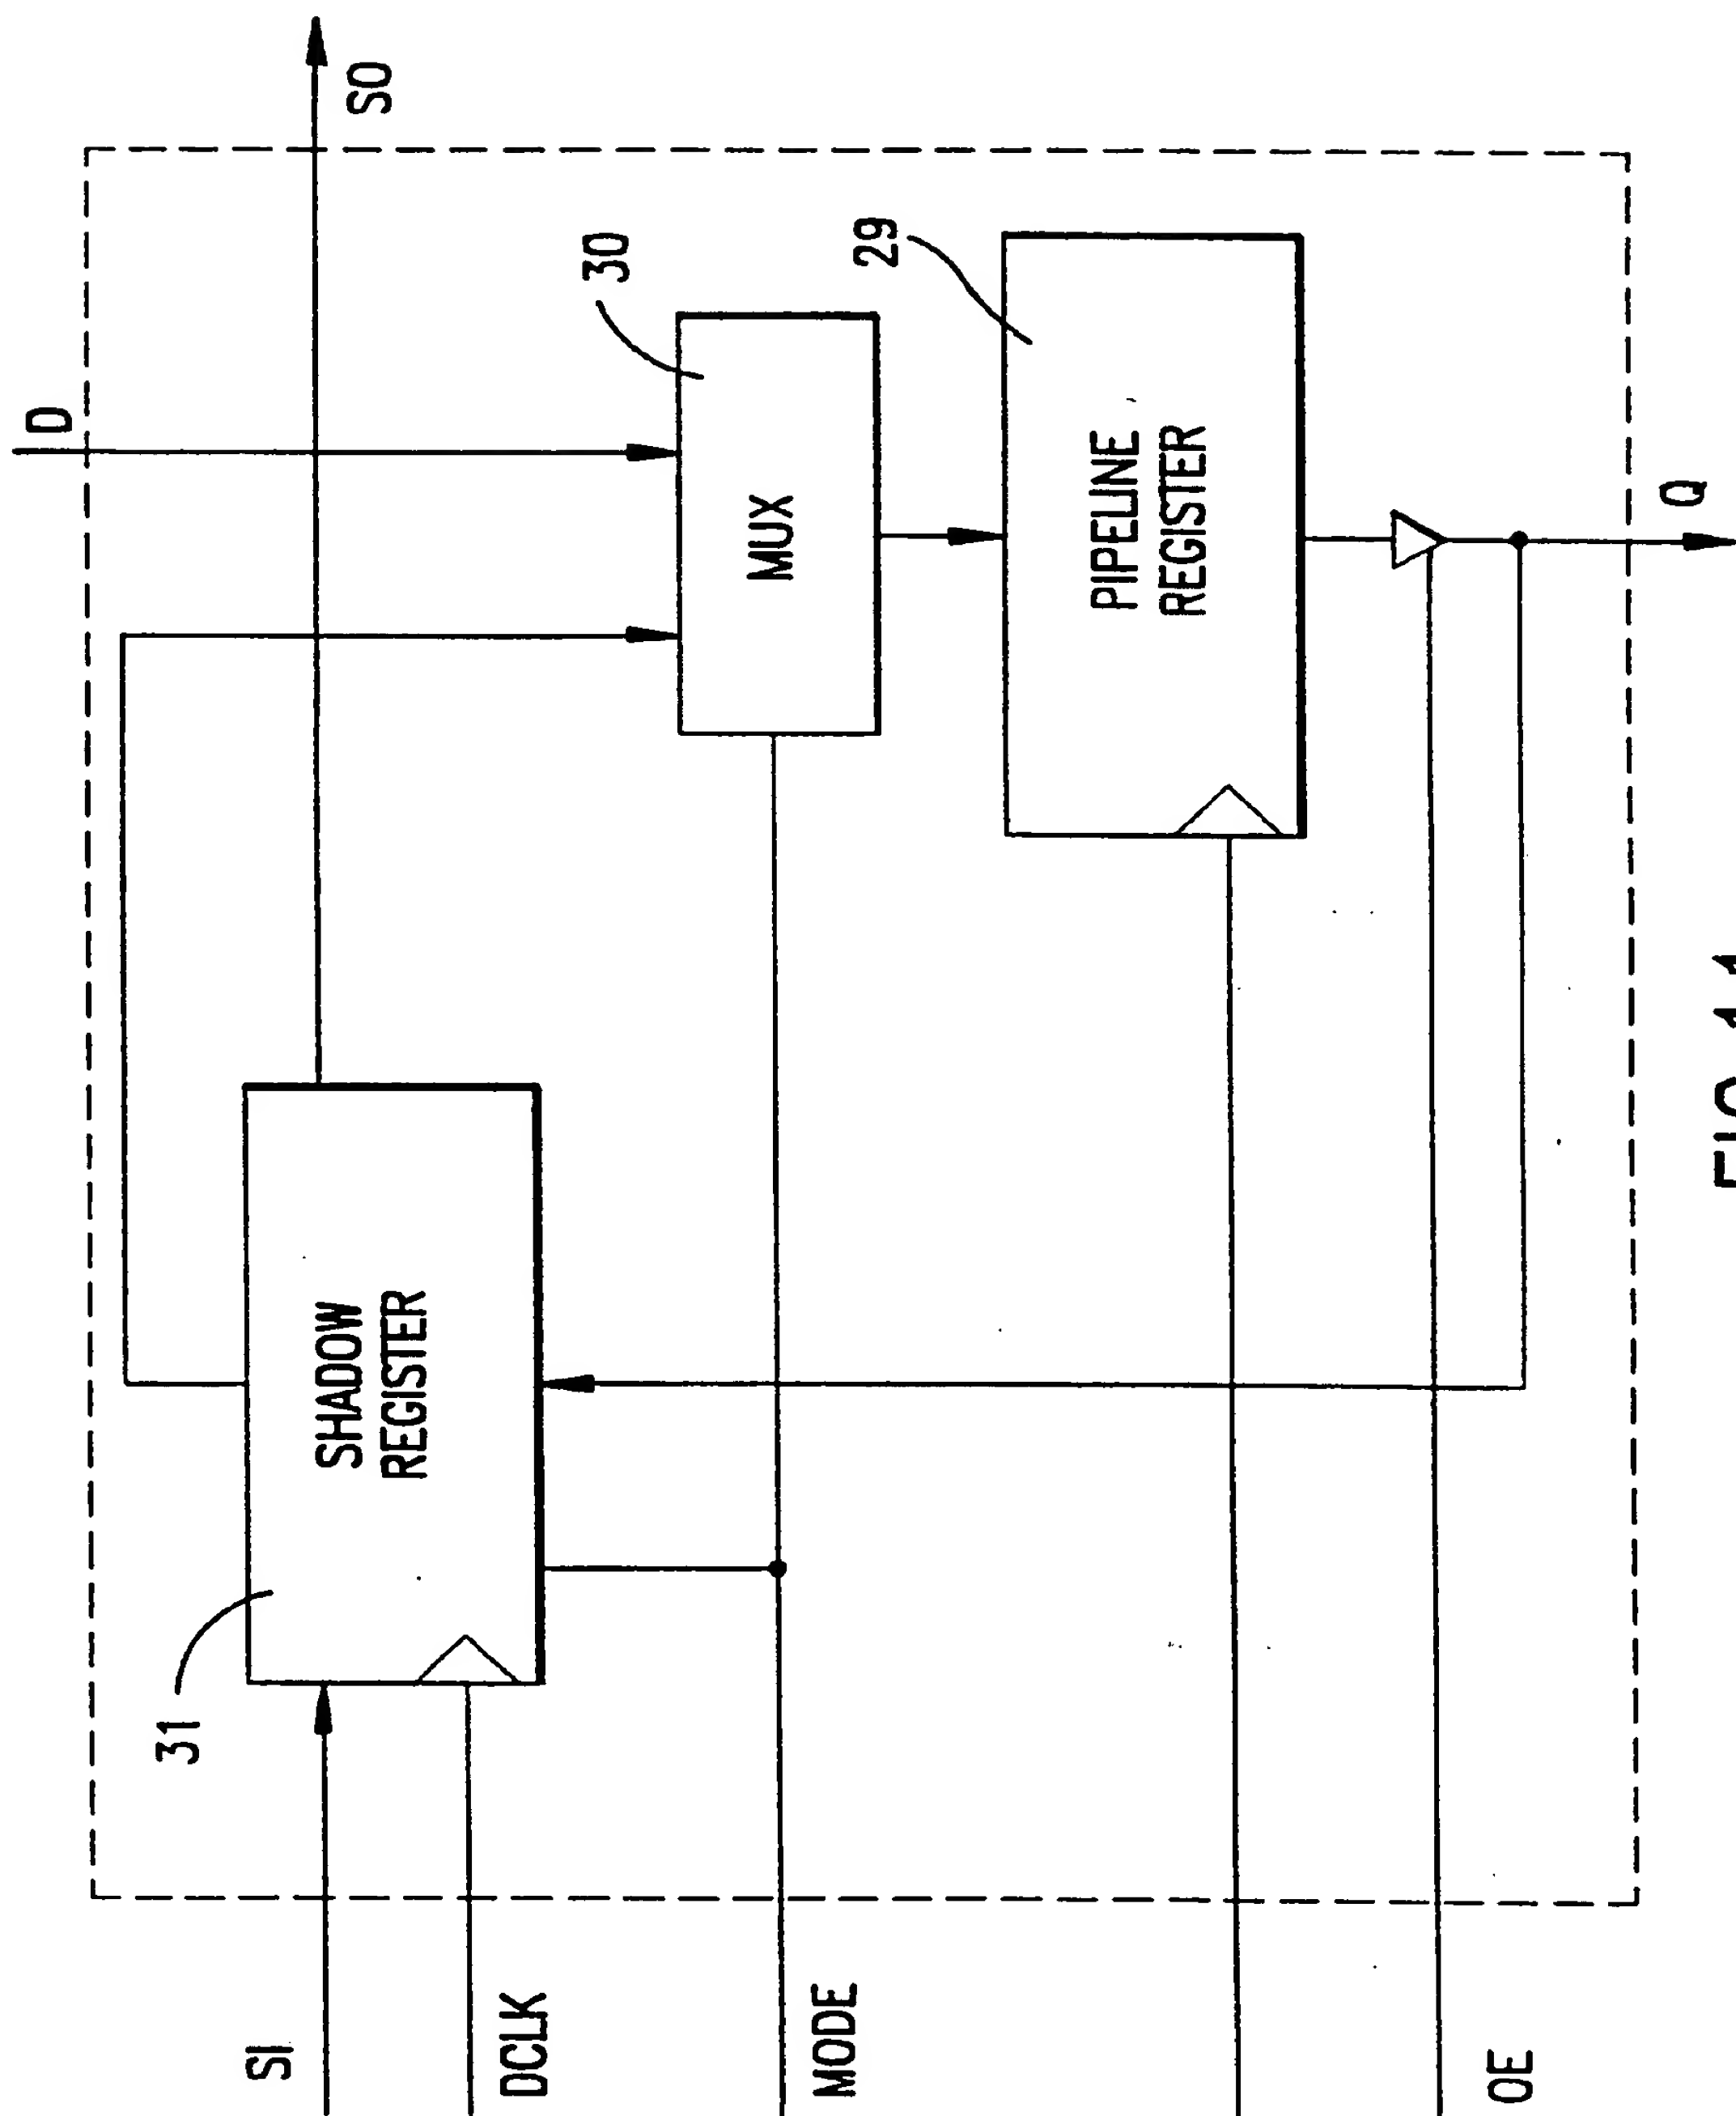 D
SO
30
29
MUX
PIPELINE
REGISTER
SHADOW
REGISTER
31
SI
DCLK
MODE
OE
Q